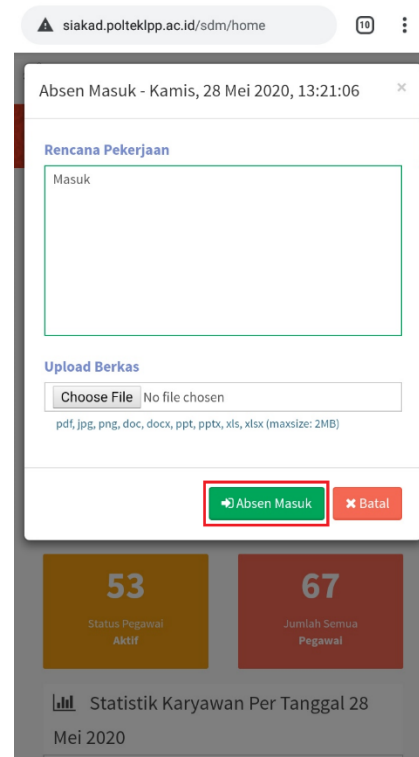 siakad.polteklpp.ac.id/sdm/home
10
Absen Masuk - Kamis, 28 Mei 2020, 13:21:06 ×
Rencana Pekerjaan
Masuk
Upload Berkas
Choose File No file chosen
pdf, jpg, png, doc, docx, ppt, pptx, xls, xlsx (maxsize: 2MB)
Absen Masuk
Batal
53
Status Pegawai
Aktif
67
Jumlah Semua
Pegawai
Statistik Karyawan Per Tanggal 28
Mei 2020